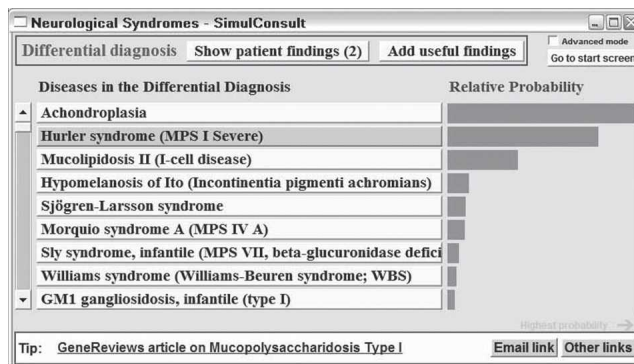 Neurological Syndromes - SimulConsult
Differential diagnosis Show patient findings (2) Add useful findings
Advanced mode
Go to start screen
Diseases in the Differential Diagnosis Relative Probability
Achondroplasia
Hurler syndrome (MPS I Severe)
Mucolipidosis II (I-cell disease)
Hypomelanosis of Ito (Incontinentia pigmenti achromians)
Sjögren-Larsson syndrome
Morquio syndrome A (MPS IV A)
Sly syndrome, infantile (MPS VII, beta-glucuronidase defici
Williams syndrome (Williams-Beuren syndrome; WBS)
GM1 gangliosidosis, infantile (type I)
Highest probability
Tip: GeneReviews article on Mucopolysaccharidosis Type I Email link Other links